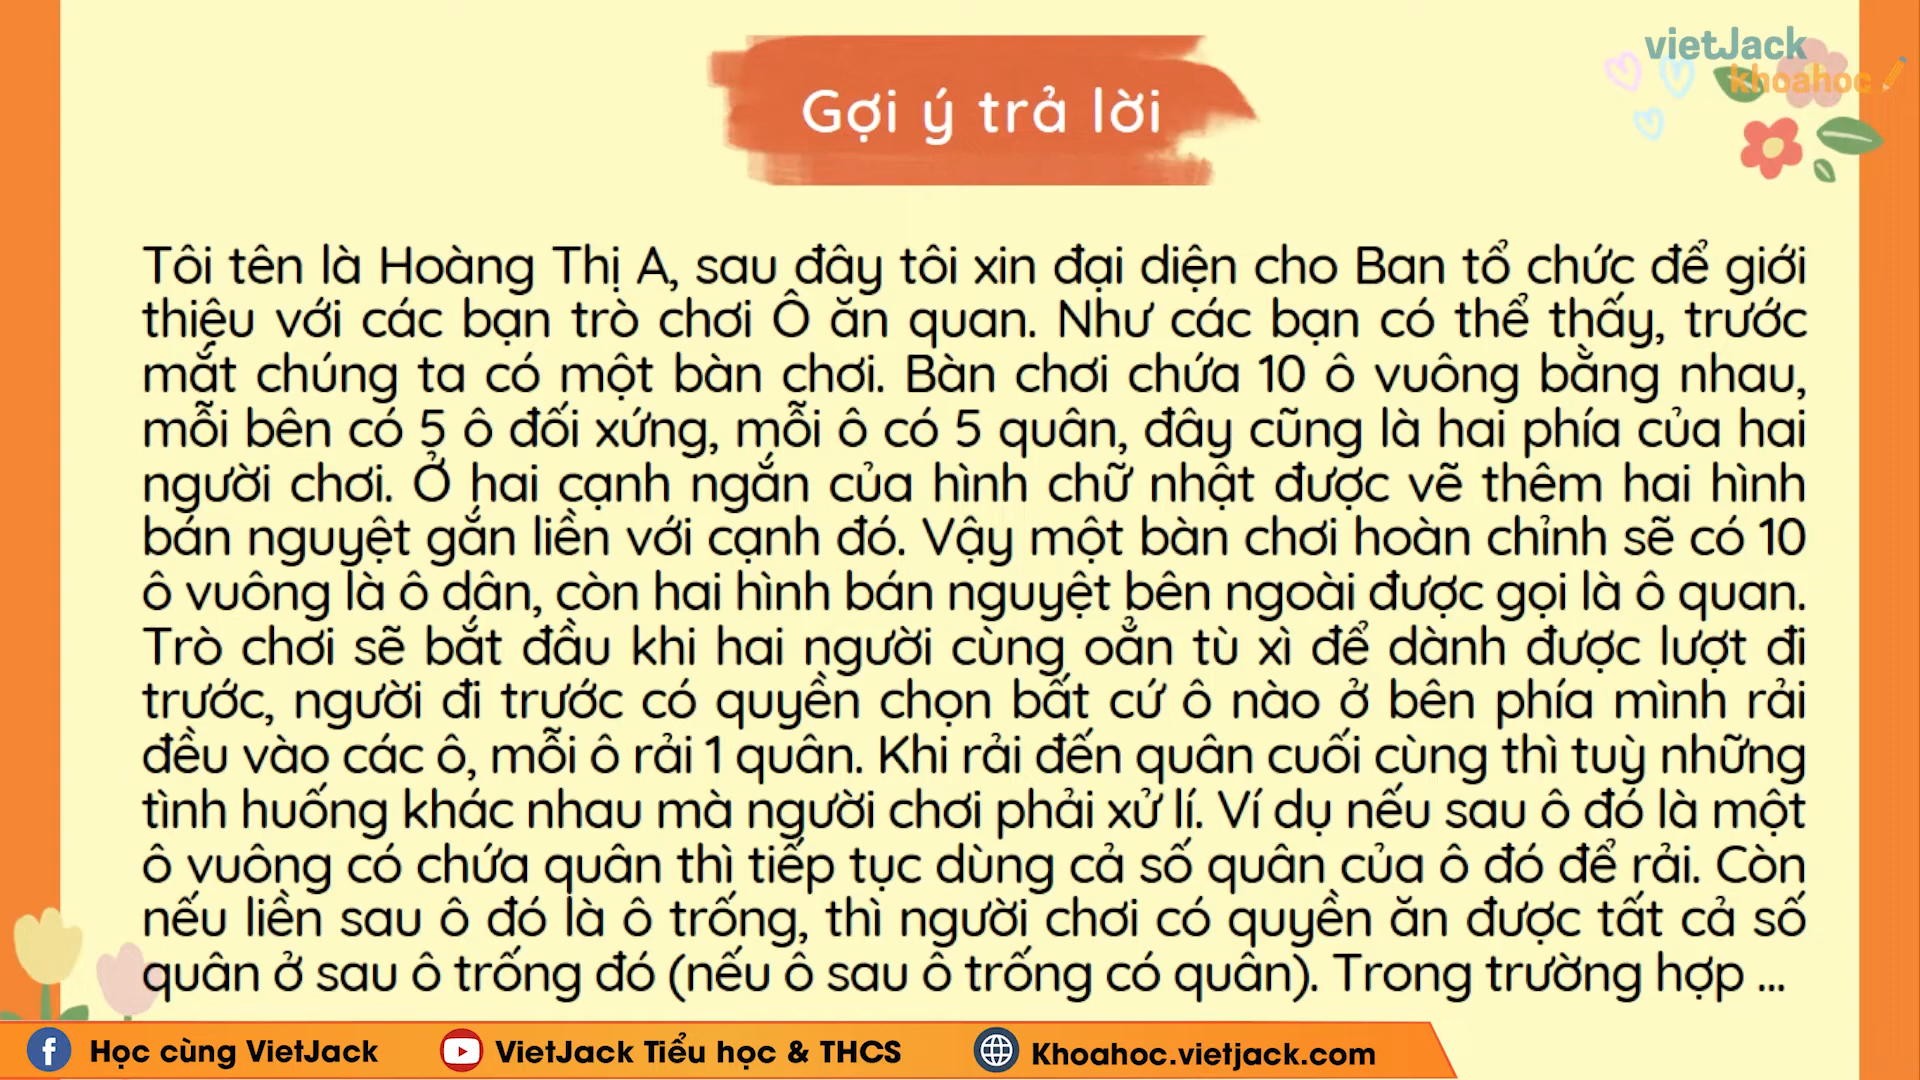 vietJack
khoahoc
Gợi ý trả lời
Tôi tên là Hoàng Thị A, sau đây tôi xin đại diện cho Ban tổ chức để giới
thiệu với các bạn trò chơi Ô ăn quan. Như các bạn có thể thấy, trước
mắt chúng ta có một bàn chơi. Bàn chơi chứa 10 ô vuông bằng nhau,
mỗi bên có 5 ô đối xứng, mỗi ô có 5 quân, đây cũng là hai phía của hai
người chơi. Ở hai cạnh ngắn của hình chữ nhật được vẽ thêm hai hình
bán nguyệt gắn liền với cạnh đó. Vậy một bàn chơi hoàn chỉnh sẽ có 10
ô vuông là ô dân, còn hai hình bán nguyệt bên ngoài được gọi là ô quan.
Trò chơi sẽ bắt đầu khi hai người cùng oẳn tù xì để dành được lượt đi
trước, người đi trước có quyền chọn bất cứ ô nào ở bên phía mình rải
đều vào các ô, mỗi ô rải 1 quân. Khi rải đến quân cuối cùng thì tuỳ những
tình huống khác nhau mà người chơi phải xử lí. Ví dụ nếu sau ô đó là một
ô vuông có chứa quân thì tiếp tục dùng cả số quân của ô đó để rải. Còn
nếu liền sau ô đó là ô trống, thì người chơi có quyền ăn được tất cả số
quân ở sau ô trống đó (nếu ô sau ô trống có quân). Trong trường hợp ...
Học cùng VietJack
VietJack Tiểu học & THCS
Khoahoc.vietjack.com